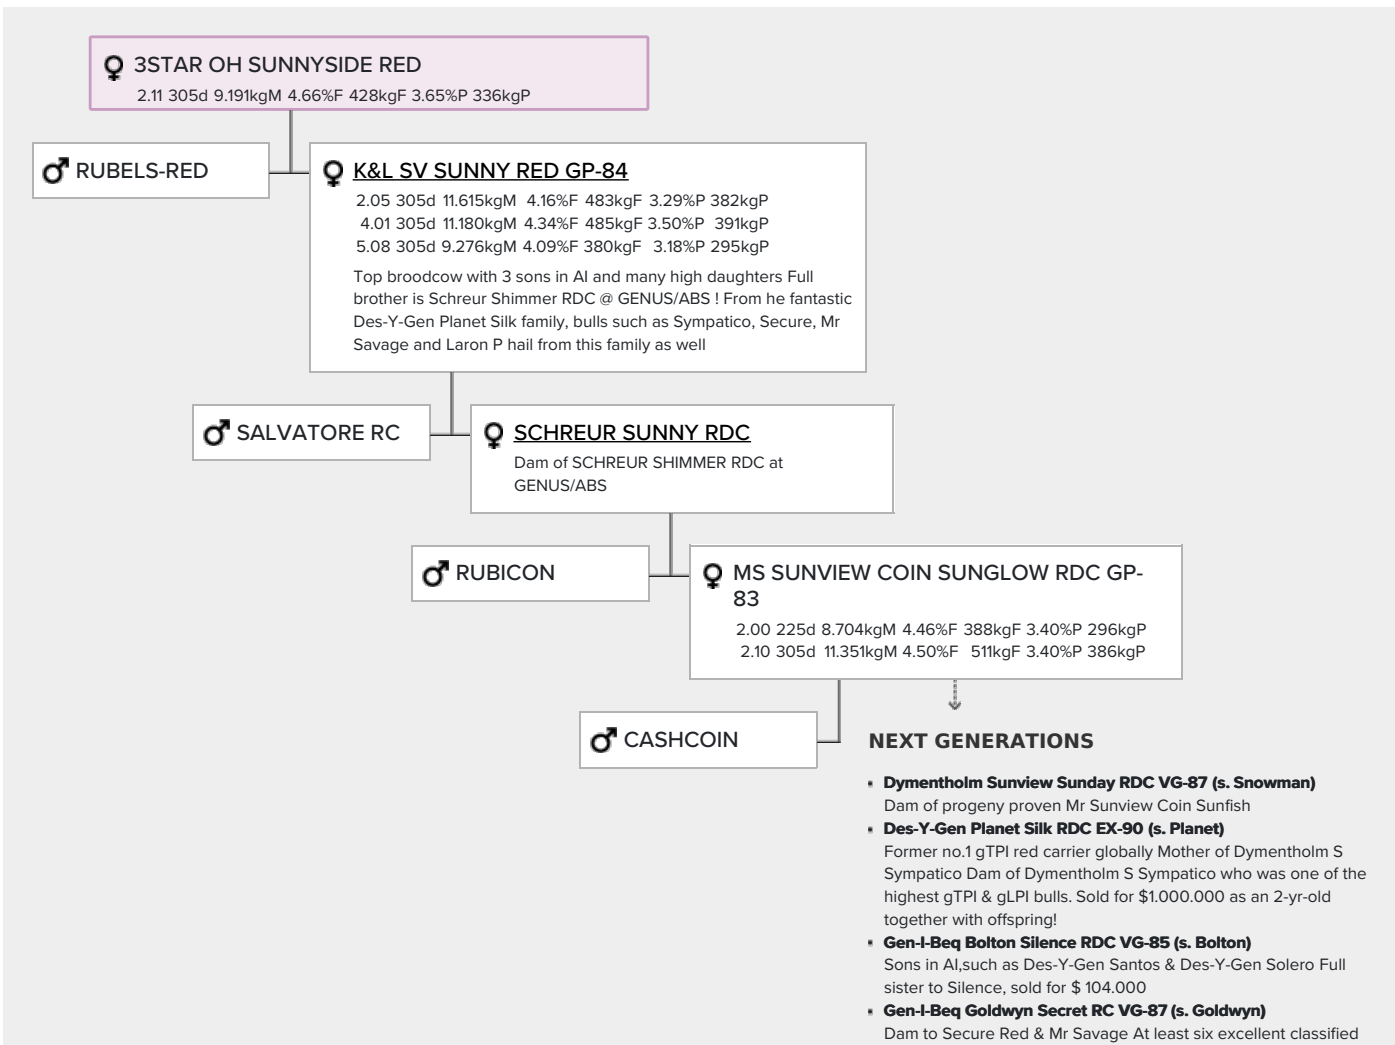 3STAR OH SUNNYSIDE RED
2.11 305d 9.191kgM 4.66%F 428kgF 3.65%P 336kgP
RUBELS-RED
K&L SV SUNNY RED GP-84
2.05 305d 11.615kgM 4.16%F 483kgF 3.29%P 382kgP
4.01 305d 11.180kgM 4.34%F 485kgF 3.50%P 391kgP
5.08 305d 9.276kgM 4.09%F 380kgF 3.18%P 295kgP
Top broodcow with 3 sons in AI and many high daughters Full
brother is Schreur Shimmer RDC @ GENUS/ABS ! From he fantastic
Des-Y-Gen Planet Silk family, bulls such as Sympatico, Secure, Mr
Savage and Laron P hail from this family as well
SALVATORE RC
SCHREUR SUNNY RDC
Dam of SCHREUR SHIMMER RDC at
GENUS/ABS
RUBICON
MS SUNVIEW COIN SUNGLOW RDC GP-
83
2.00 225d 8.704kgM 4.46%F 388kgF 3.40%P 296kgP
2.10 305d 11.351kgM 4.50%F 511kgF 3.40%P 386kgP
CASHCOIN
NEXT GENERATIONS
Dymentholm Sunview Sunday RDC VG-87 (s. Snowman)
Dam of progeny proven Mr Sunview Coin Sunfish
Des-Y-Gen Planet Silk RDC EX-90 (s. Planet)
Former no.1 gTPI red carrier globally Mother of Dymentholm S
Sympatico Dam of Dymentholm S Sympatico who was one of the
highest gTPI & gLPI bulls. Sold for $1.000.000 as an 2-yr-old
together with offspring!
Gen-I-Beq Bolton Silence RDC VG-85 (s. Bolton)
Sons in AI,such as Des-Y-Gen Santos & Des-Y-Gen Solero Full
sister to Silence, sold for $ 104.000
Gen-I-Beq Goldwyn Secret RC VG-87 (s. Goldwyn)
Dam to Secure Red & Mr Savage At least six excellent classified